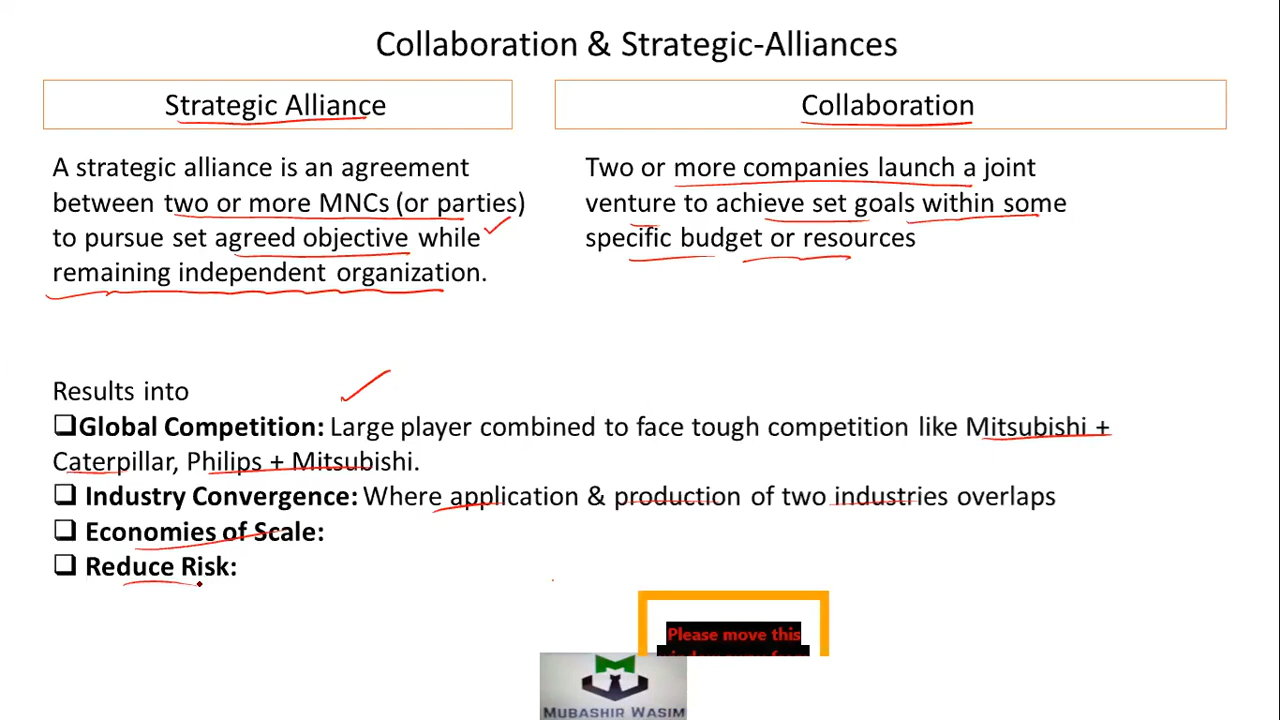 Collaboration & Strategic-Alliances
Strategic Alliance
Collaboration
A strategic alliance is an agreement
between two or more MNCs (or parties)
to pursue set agreed objective while
remaining independent organization.
Two or more companies launch a joint
venture to achieve set goals within some
specific budget or resources
Results into
❑Global Competition: Large player combined to face tough competition like Mitsubishi +
Caterpillar, Philips + Mitsubishi.
❑ Industry Convergence: Where application & production of two industries overlaps
❑ Economies of Scale:
❑ Reduce Risk:
Please move this
MUBASHIR WASIM